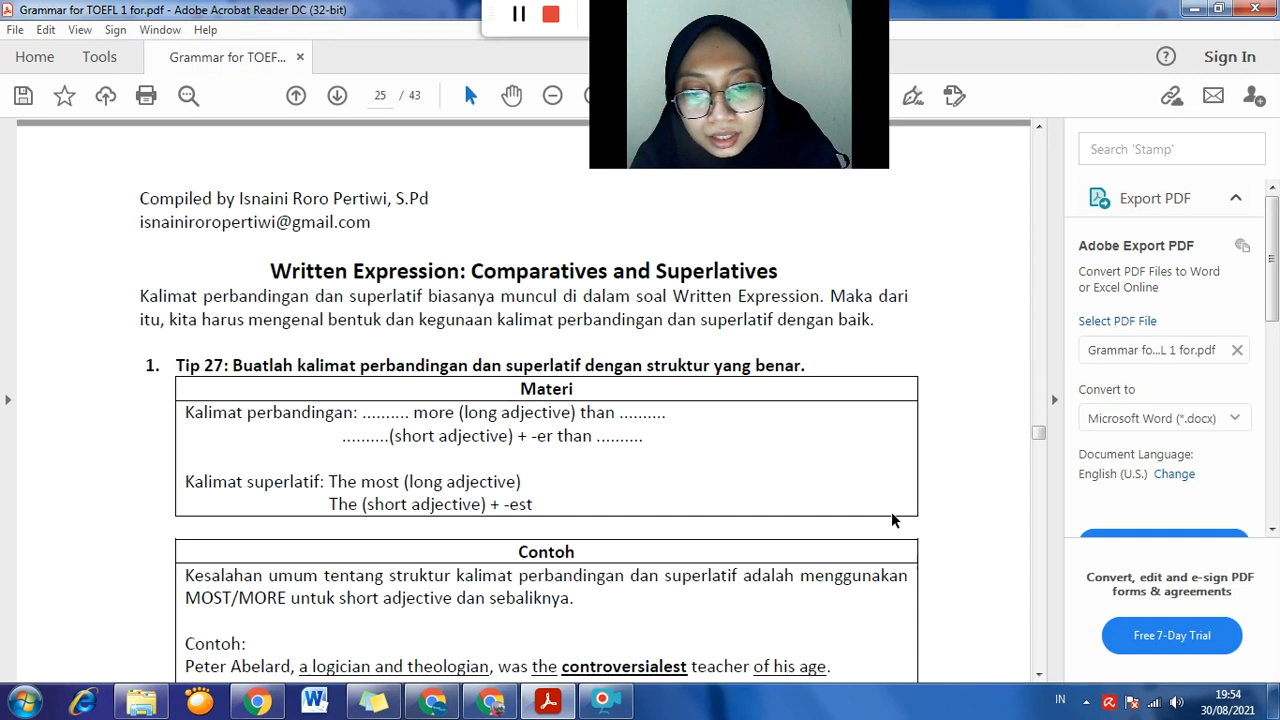 Grammar for TOEFL 1 for.pdf - Adobe Acrobat Reader DC (32-bit)
File Edit View Sign Window Help
Home Tools Grammar for TOEF... × Sign In
25 / 43
Search 'Stamp'
Export PDF
Adobe Export PDF
Convert PDF Files to Word
or Excel Online
Select PDF File
Grammar fo...L 1 for.pdf
Convert to
Microsoft Word (*.docx)
Document Language:
English (U.S.) Change
Convert, edit and e-sign PDF
forms & agreements
Free 7-Day Trial
Compiled by Isnaini Roro Pertiwi, S.Pd
isnainiroropertiwi@gmail.com
Written Expression: Comparatives and Superlatives
Kalimat perbandingan dan superlatif biasanya muncul di dalam soal Written Expression. Maka dari
itu, kita harus mengenal bentuk dan kegunaan kalimat perbandingan dan superlatif dengan baik.
1. Tip 27: Buatlah kalimat perbandingan dan superlatif dengan struktur yang benar.
Materi
Kalimat perbandingan: .......... more (long adjective) than ..........
..........(short adjective) + -er than ..........
Kalimat superlatif: The most (long adjective)
The (short adjective) + -est
Contoh
Kesalahan umum tentang struktur kalimat perbandingan dan superlatif adalah menggunakan
MOST/MORE untuk short adjective dan sebaliknya.
Contoh:
Peter Abelard, a logician and theologian, was the controversialest teacher of his age.
IN 19:54
30/08/2021